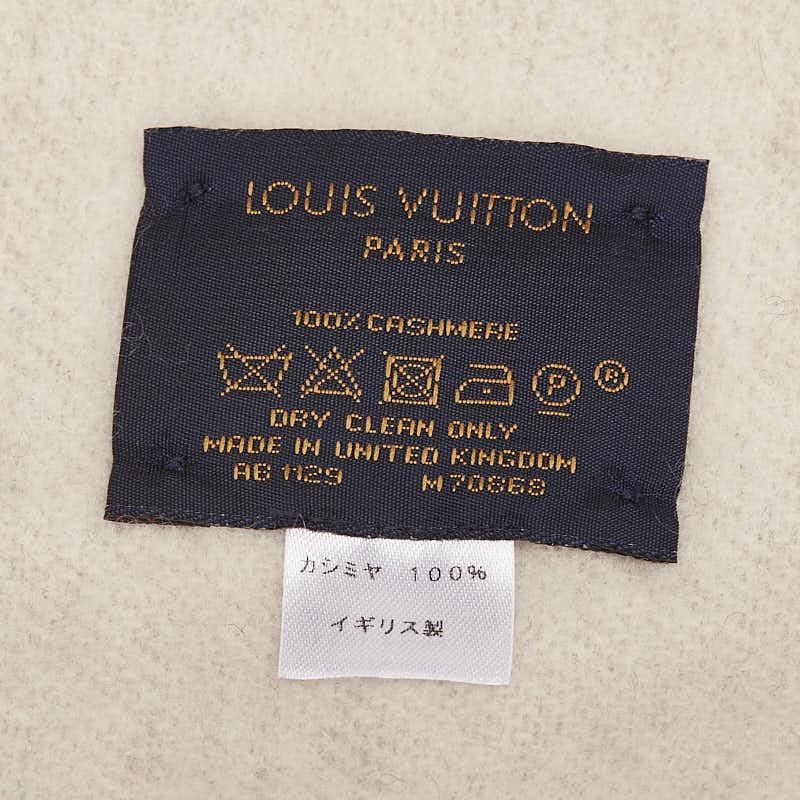 LOUIS VUITTON
PARIS
100% CASHMERE
P ®
DRY CLEAN ONLY
MADE IN UNITED KINGDOM
AB 1129 M70868
カシミヤ 100%
イギリス製